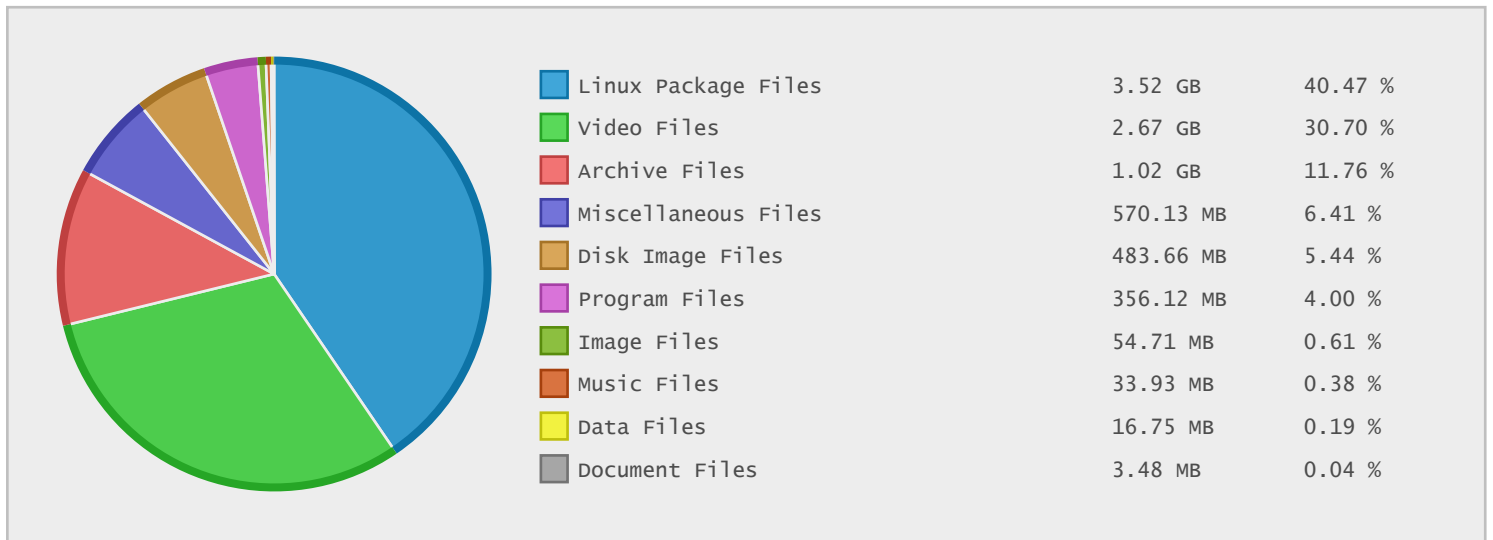 Linux Package Files 3.52 GB 40.47 %
Video Files 2.67 GB 30.70 %
Archive Files 1.02 GB 11.76 %
Miscellaneous Files 570.13 MB 6.41 %
Disk Image Files 483.66 MB 5.44 %
Program Files 356.12 MB 4.00 %
Image Files 54.71 MB 0.61 %
Music Files 33.93 MB 0.38 %
Data Files 16.75 MB 0.19 %
Document Files 3.48 MB 0.04 %